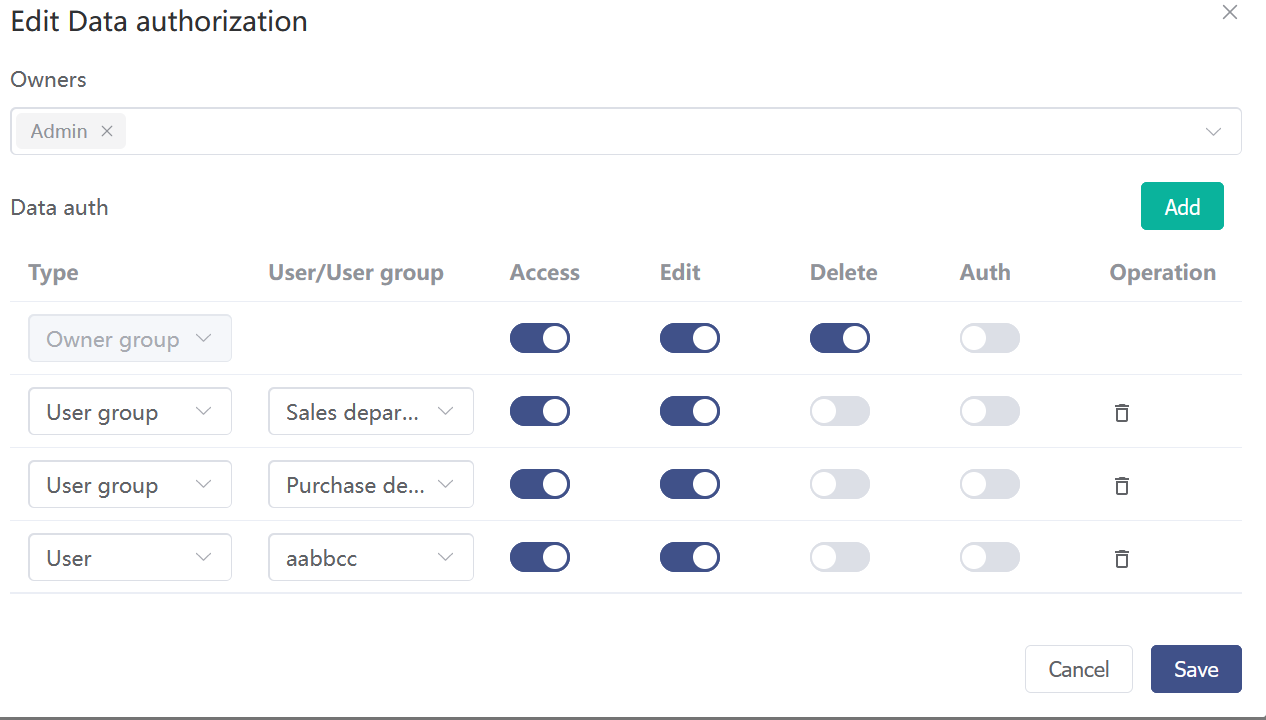 Edit Data authorization
Owners
Admin
Data auth
Add
Type User/User group Access Edit Delete Auth Operation
Owner group
User group Sales depar...
User group Purchase de...
User aabbcc
Cancel Save